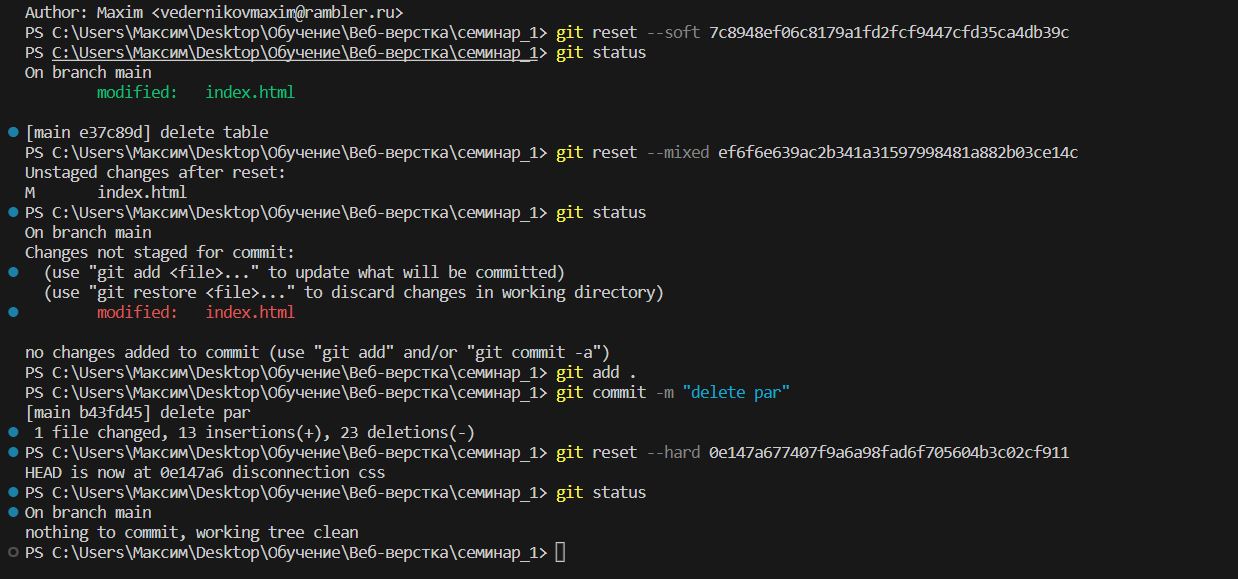 Author: Maxim <vedernikovmaxim@rambler.ru>
PS C:\Users\Максим\Desktop\Обучение\Веб-верстка\семинар_1> git reset --soft 7c8948ef06c8179a1fd2fcf9447cfd35ca4db39c
PS C:\Users\Максим\Desktop\Обучение\Веб-верстка\семинар_1> git status
On branch main
modified:   index.html
[main e37c89d] delete table
PS C:\Users\Максим\Desktop\Обучение\Веб-верстка\семинар_1> git reset --mixed ef6f6e639ac2b341a31597998481a882b03ce14c
Unstaged changes after reset:
M       index.html
PS C:\Users\Максим\Desktop\Обучение\Веб-верстка\семинар_1> git status
On branch main
Changes not staged for commit:
(use "git add <file>..." to update what will be committed)
(use "git restore <file>..." to discard changes in working directory)
modified:   index.html
no changes added to commit (use "git add" and/or "git commit -a")
PS C:\Users\Максим\Desktop\Обучение\Веб-верстка\семинар_1> git add .
PS C:\Users\Максим\Desktop\Обучение\Веб-верстка\семинар_1> git commit -m "delete par"
[main b43fd45] delete par
1 file changed, 13 insertions(+), 23 deletions(-)
PS C:\Users\Максим\Desktop\Обучение\Веб-верстка\семинар_1> git reset --hard 0e147a677407f9a6a98fad6f705604b3c02cf911
HEAD is now at 0e147a6 disconnection css
PS C:\Users\Максим\Desktop\Обучение\Веб-верстка\семинар_1> git status
On branch main
nothing to commit, working tree clean
PS C:\Users\Максим\Desktop\Обучение\Веб-верстка\семинар_1>